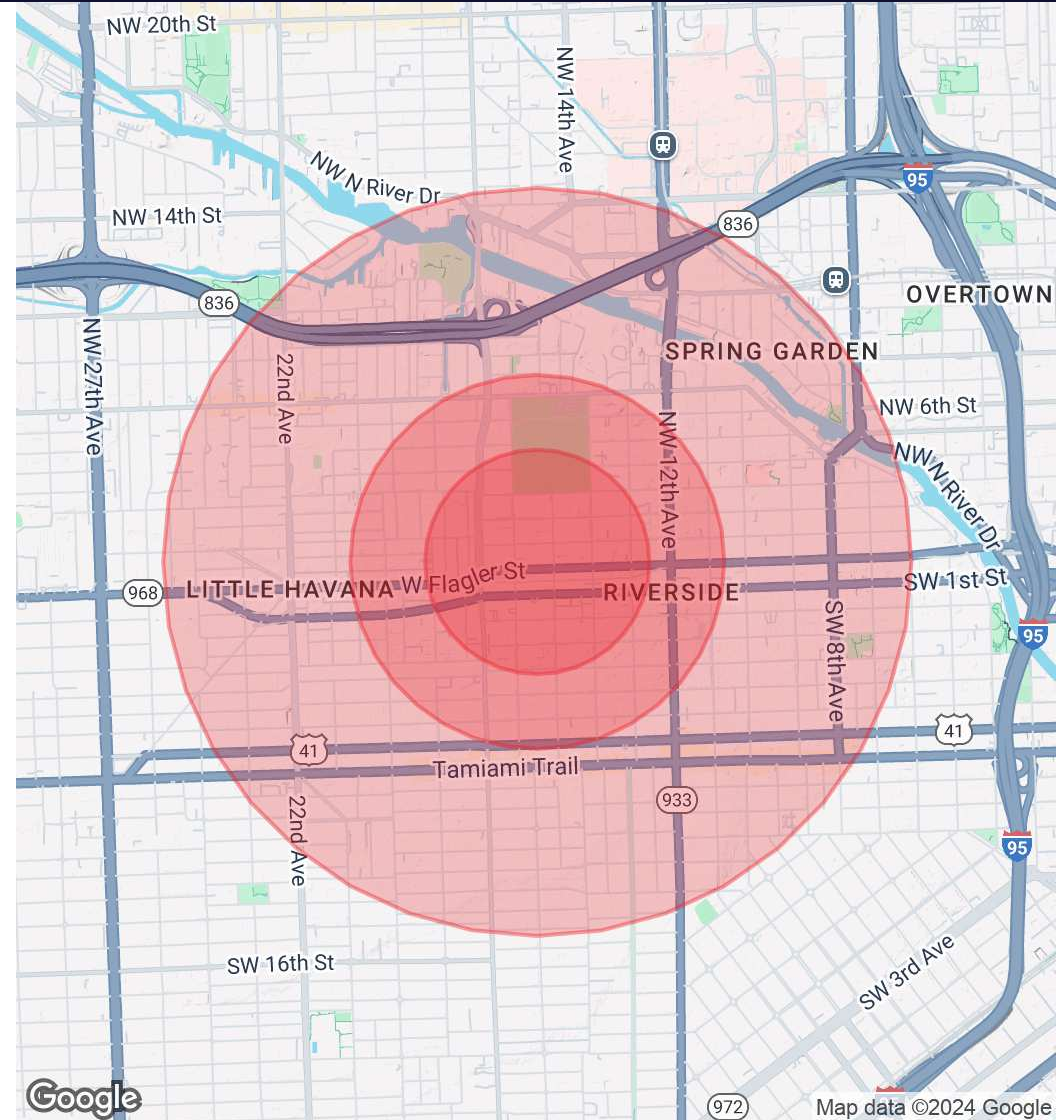 NW 20th St
NW 14th Ave
NW N River Dr
95
NW 14th St
836
836
OVERTOWN
NW 27th Ave
22nd Ave
SPRING GARDEN
NW 6th St
NW 12th Ave
NW N River Dr
968
LITTLE HAVANA
W Flagler St
RIVERSIDE
SW 1st St
SW 8th Ave
95
41
41
Tamiami Trail
933
22nd Ave
95
SW 16th St
SW 3rd Ave
Google
972
Map data ©2024 Google